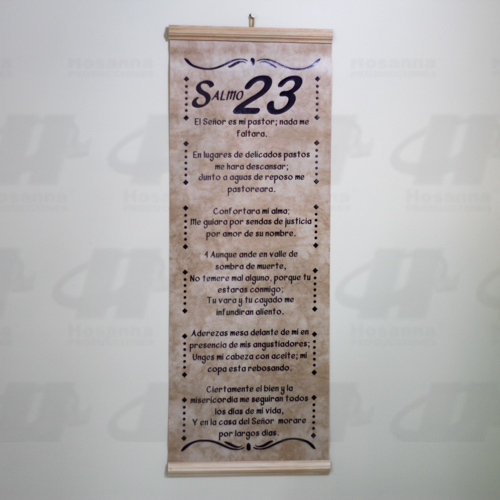 Hosanna
Hosanna
Hosanna
Salmo 23
El Señor es mi pastor; nada me
faltara.
En lugares de delicados pastos
me hara descansar;
Junto a aguas de reposo me
pastoreara.
Confortara mi alma;
Me guiara por sendas de justicia
por amor de su nombre.
4 Aunque ande en valle de
sombra de muerte,
No temere mal alguno, porque tu
estaras conmigo;
Tu vara y tu cayado me
infundiran aliento.
Aderezas mesa delante de mi en
presencia de mis angustiadores;
Unges mi cabeza con aceite; mi
copa esta rebosando.
Ciertamente el bien y la
misericordia me seguiran todos
los dias de mi vida,
Y en la casa del Señor morare
por largos dias.